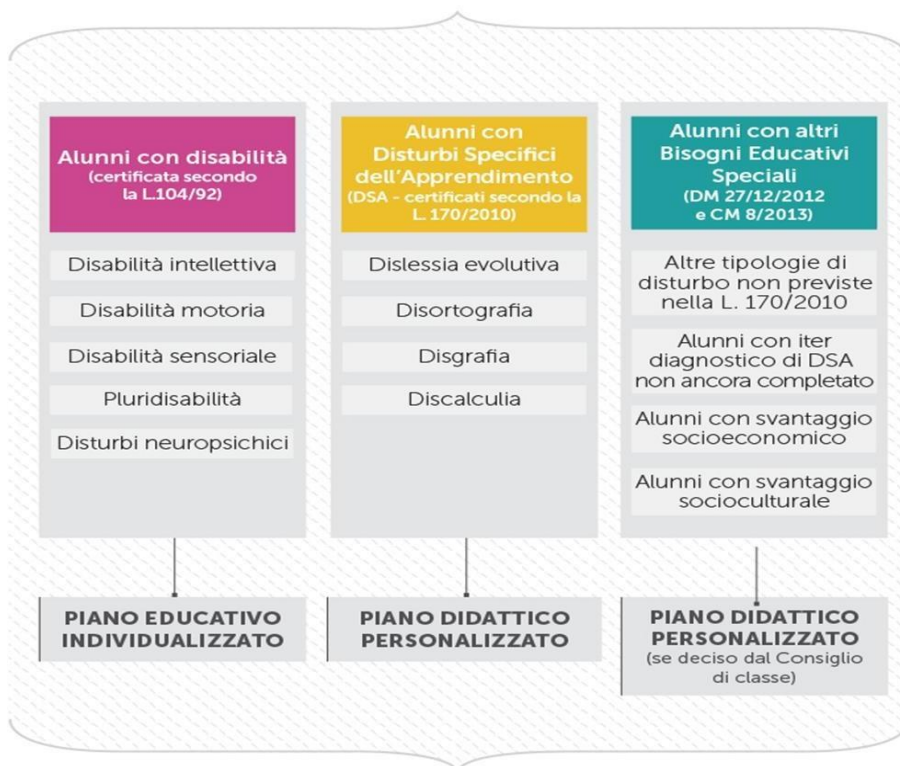 Alunni con disabilità
(certificata secondo
la L.104/92)
Disabilità intellettiva
Disabilità motoria
Disabilità sensoriale
Pluridisabilità
Disturbi neuropsichici
PIANO EDUCATIVO
INDIVIDUALIZZATO
Alunni con
Disturbi Specifici
dell'Apprendimento
(DSA - certificati secondo la
L. 170/2010)
Dislessia evolutiva
Disortografia
Disgrafia
Discalculia
PIANO DIDATTICO
PERSONALIZZATO
Alunni con altri
Bisogni Educativi
Speciali
(DM 27/12/2012
e CM 8/2013)
Altre tipologie di
disturbo non previste
nella L. 170/2010
Alunni con iter
diagnostico di DSA
non ancora completato
Alunni con svantaggio
socioeconomico
Alunni con svantaggio
socioculturale
PIANO DIDATTICO
PERSONALIZZATO
(se deciso dal Consiglio
di classe)